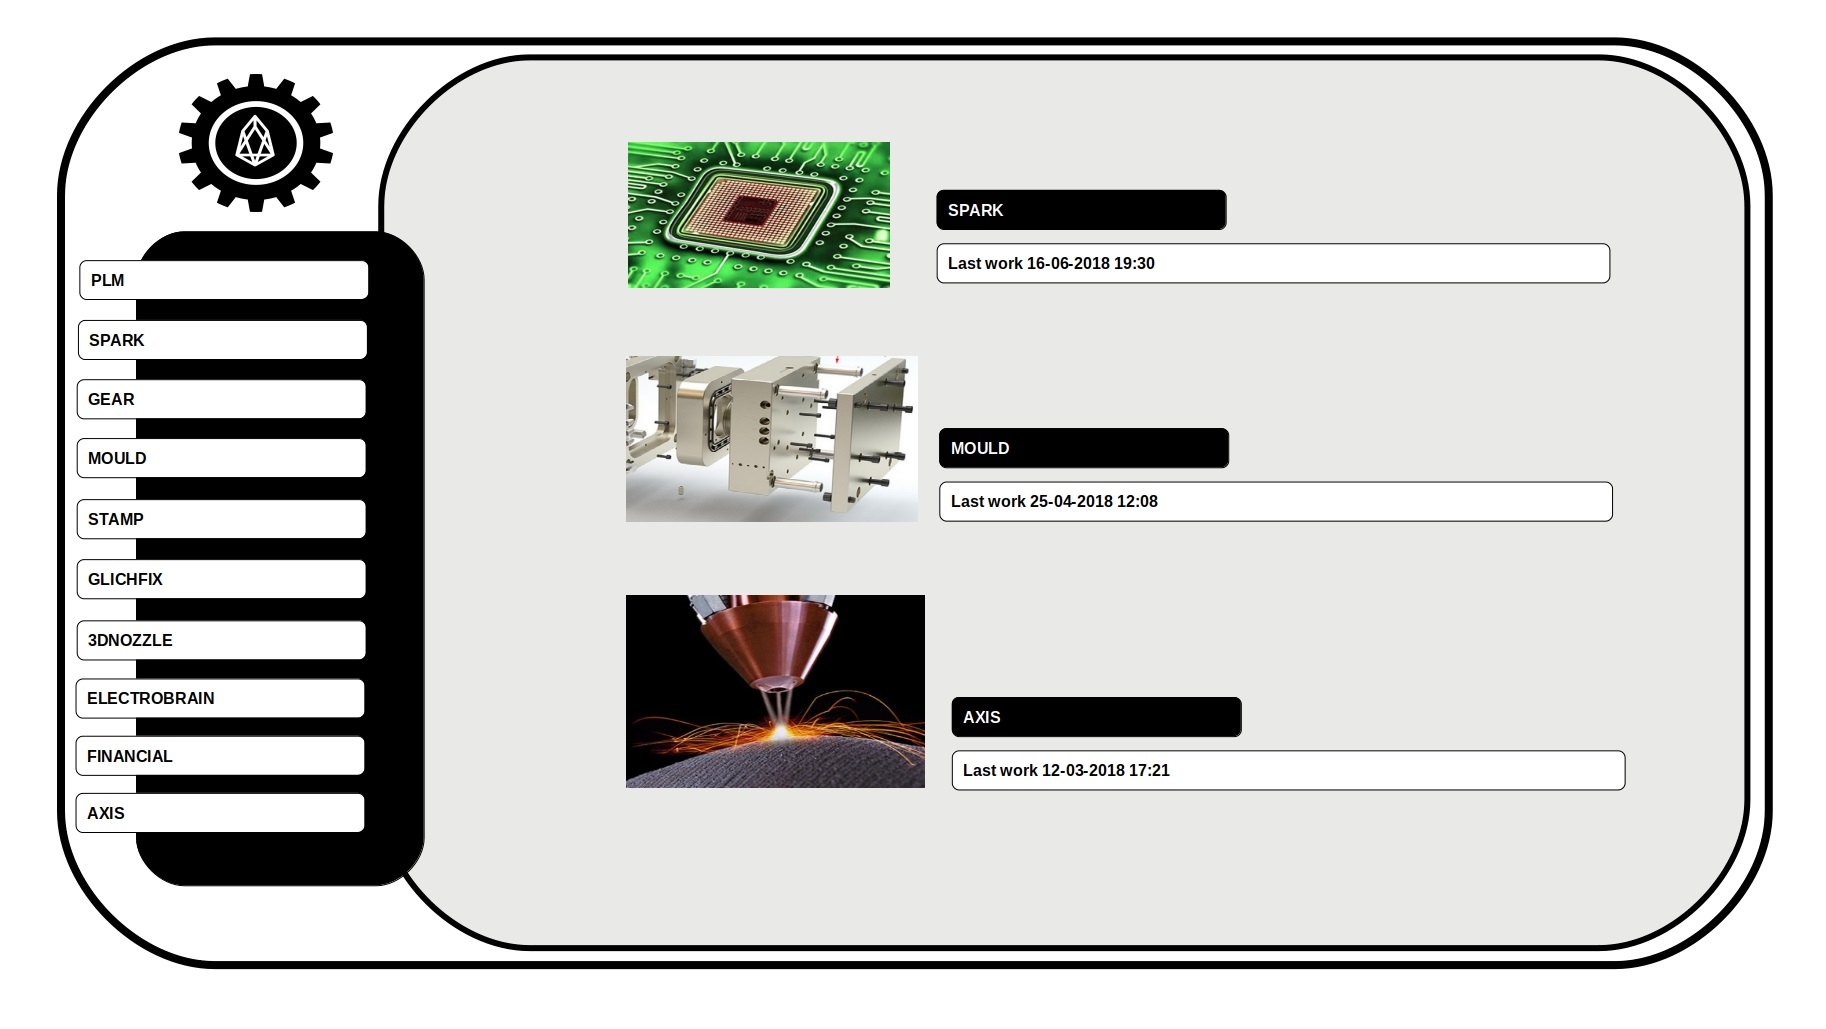 PLM
SPARK
GEAR
MOULD
STAMP
GLICHFIX
3DNOZZLE
ELECTROBRAIN
FINANCIAL
AXIS
SPARK
Last work 16-06-2018 19:30
MOULD
Last work 25-04-2018 12:08
AXIS
Last work 12-03-2018 17:21